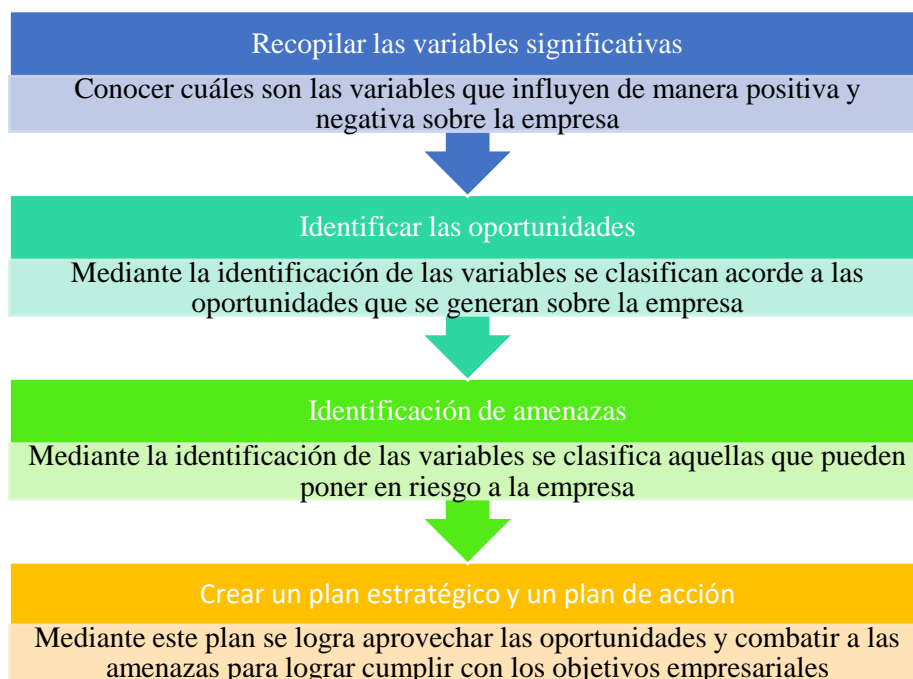 Recopilar las variables significativas
Conocer cuáles son las variables que influyen de manera positiva y
negativa sobre la empresa
Identificar las oportunidades
Mediante la identificación de las variables se clasifican acorde a las
oportunidades que se generan sobre la empresa
Identificación de amenazas
Mediante la identificación de las variables se clasifica aquellas que pueden
poner en riesgo a la empresa
Crear un plan estratégico y un plan de acción
Mediante este plan se logra aprovechar las oportunidades y combatir a las
amenazas para lograr cumplir con los objetivos empresariales